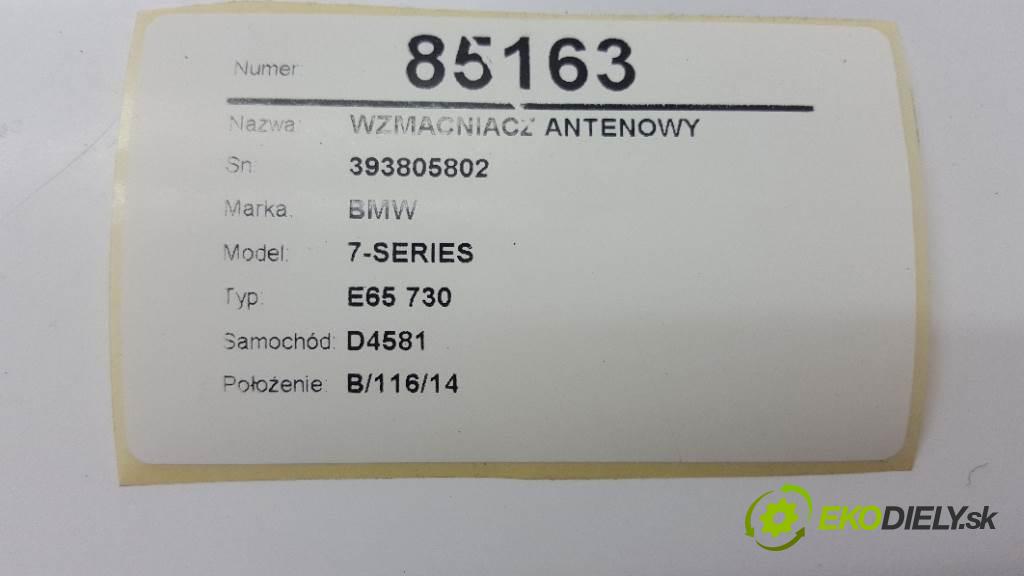 Numer: 85163
Nazwa: WZMACNIACZ ANTENOWY
Sn: 393805802
Marka: BMW
Model: 7-SERIES
Typ: E65 730
Samochód: D4581
Położenie: B/116/14
EKODIELY.sk